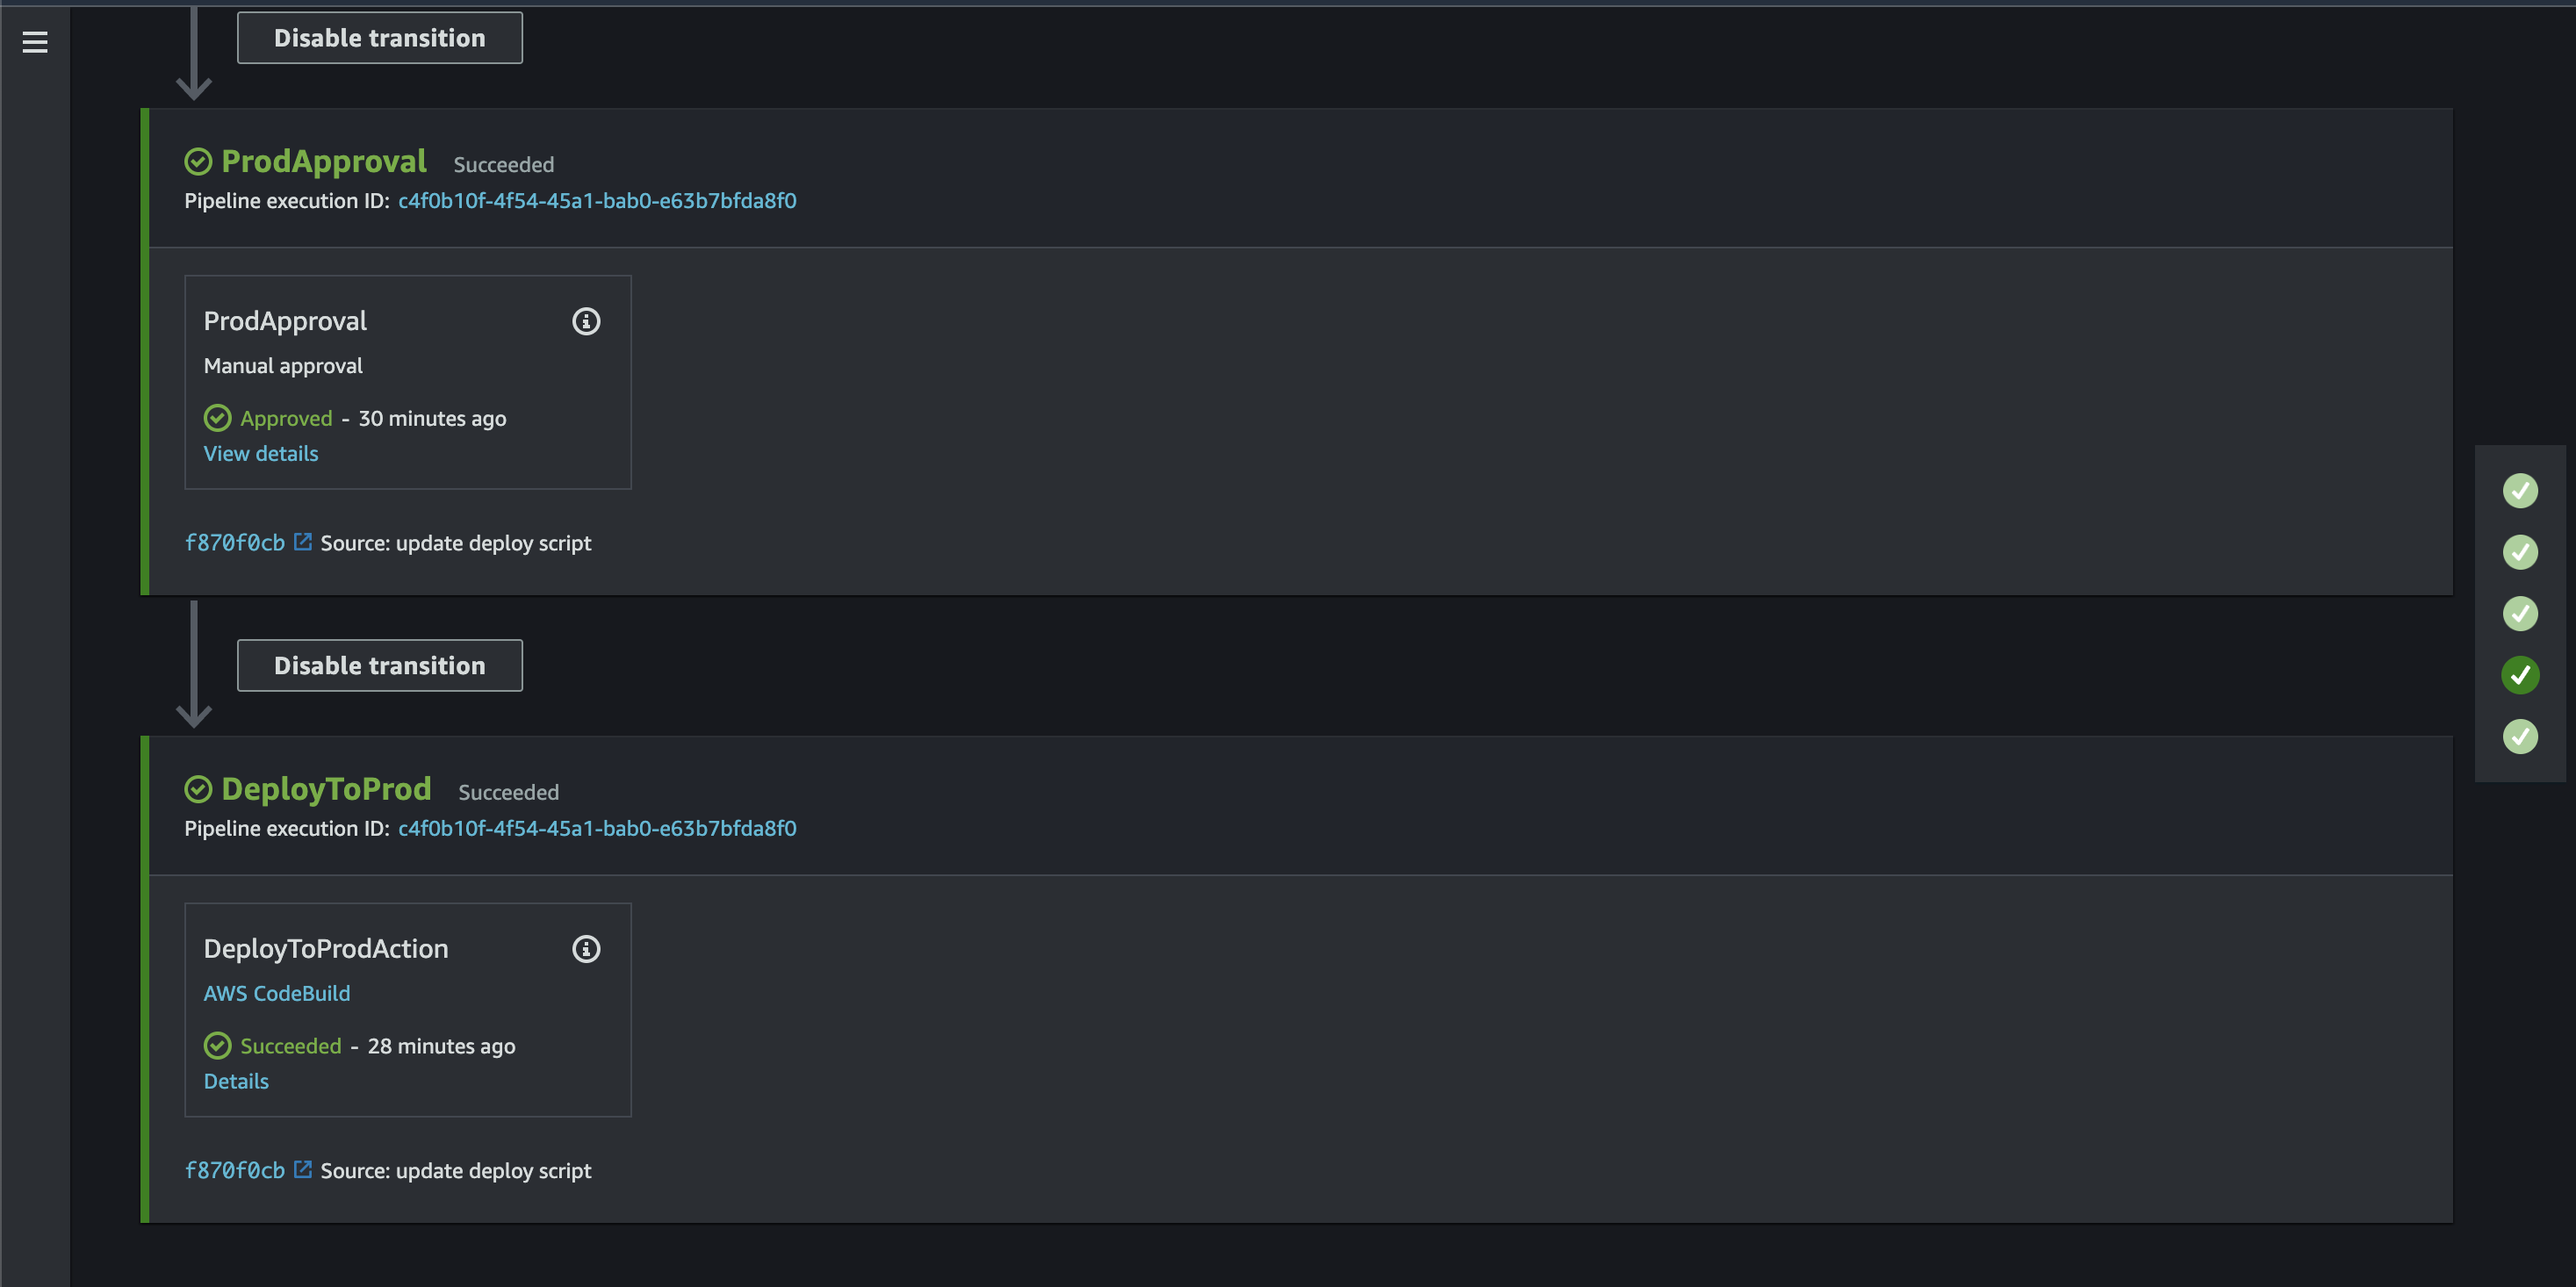 Disable transition
ProdApproval Succeeded
Pipeline execution ID: c4f0b10f-4f54-45a1-bab0-e63b7bfda8f0
ProdApproval
Manual approval
Approved - 30 minutes ago
View details
f870f0cb Source: update deploy script
Disable transition
DeployToProd Succeeded
Pipeline execution ID: c4f0b10f-4f54-45a1-bab0-e63b7bfda8f0
DeployToProdAction
AWS CodeBuild
Succeeded - 28 minutes ago
Details
f870f0cb Source: update deploy script